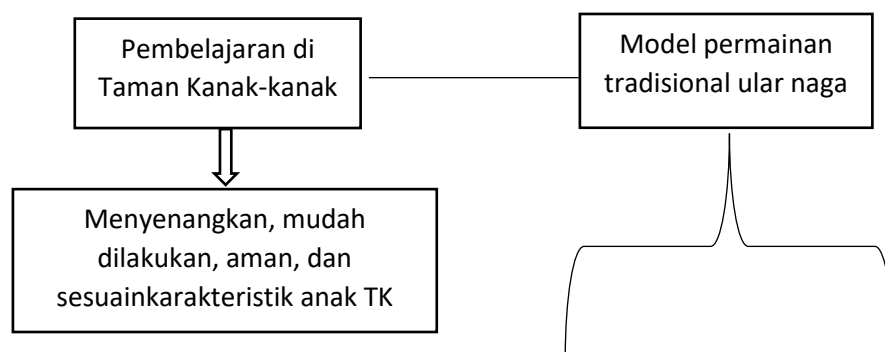 Pembelajaran di
Taman Kanak-kanak
Model permainan
tradisional ular naga
Menyenangkan, mudah
dilakukan, aman, dan
sesuainkarakteristik anak TK